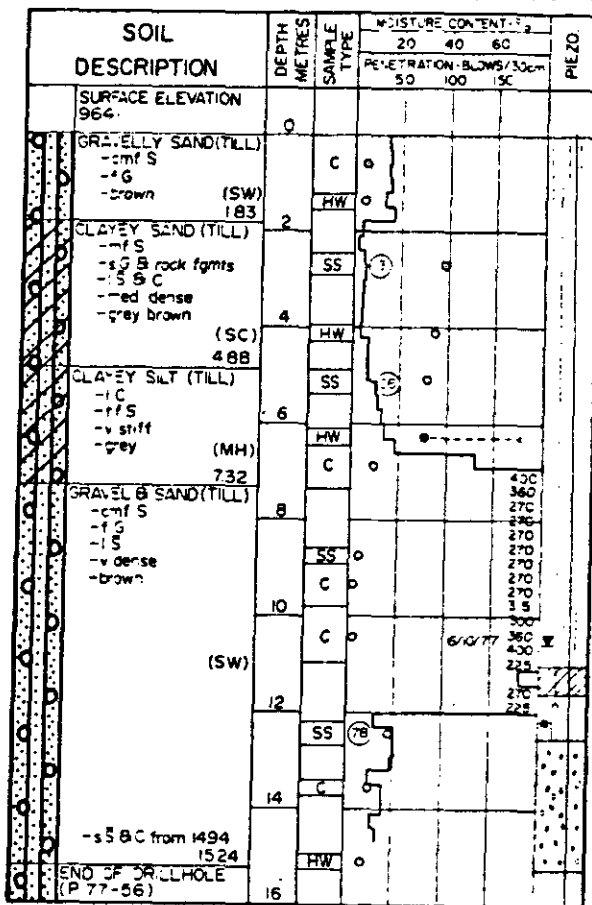 SOIL
DESCRIPTION
DEPTH
METRES
SAMPLE
TYPE
MOISTURE CONTENT
20 40 60
PENETRATION-BLOWS/30cm
50 100 150
PIEZO.
SURFACE ELEVATION
964
0
GRAVELLY SAND (TILL)
-cmf S
-f G
-brown
(SW)
1.83
C
HW
2
CLAYEY SAND (TILL)
-mf S
-s G & rock fgmts
-S & C
-med dense
-grey brown
(SC)
4.88
SS
4
HW
CLAYEY SILT (TILL)
-C
-f S
-v stiff
-grey
(MH)
7.32
SS
6
HW
C
GRAVEL & SAND (TILL)
-cmf S
-f G
-S
-v dense
-brown
(SW)
8
SS
C
10
C
400
360
270
270
270
270
270
270
270
315
300
6/10/77 360
400
225
270
225
12
SS
78
C
14
-s S & C from 14.94
15.24
HW
END OF DRILLHOLE
(P 77-56)
16